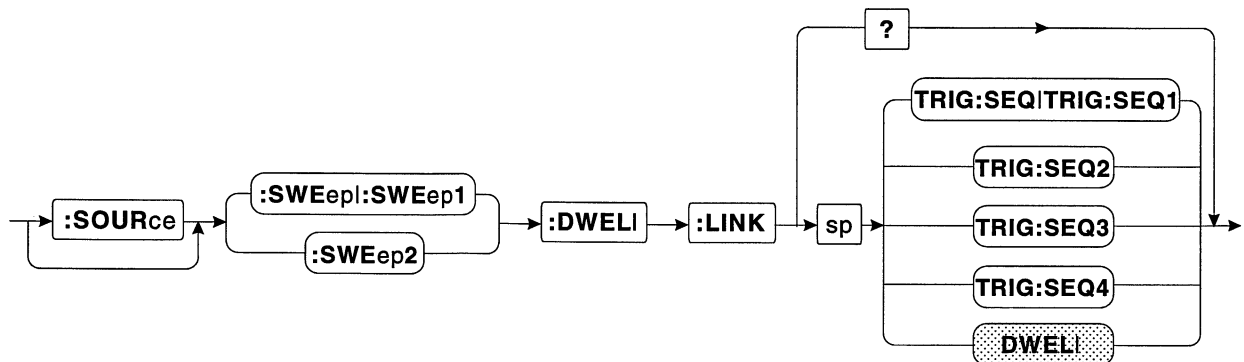 ?
TRIG:SEQ|TRIG:SEQ1
TRIG:SEQ2
:SWEep|:SWEep1
:SOURce
:DWELl
:LINK
sp
TRIG:SEQ3
:SWEep2
TRIG:SEQ4
DWELl